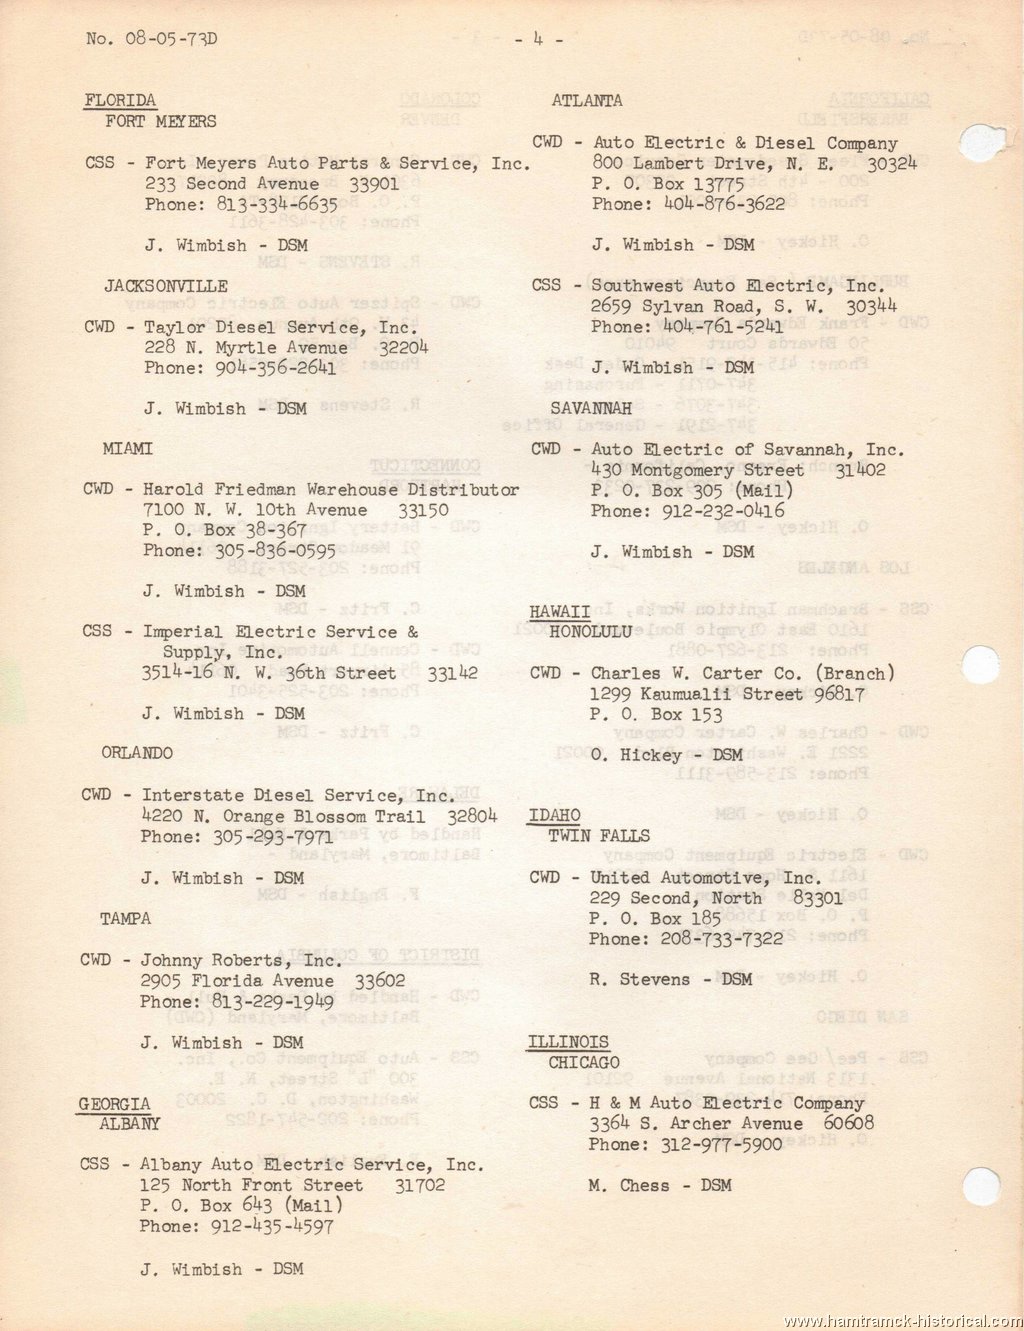 No. 08-05-73D
- 4 -
FLORIDA
FORT MEYERS
CSS - Fort Meyers Auto Parts & Service, Inc.
233 Second Avenue 33901
Phone: 813-334-6635
J. Wimbish - DSM
JACKSONVILLE
CWD - Taylor Diesel Service, Inc.
228 N. Myrtle Avenue 32204
Phone: 904-356-2641
J. Wimbish - DSM
MIAMI
CWD - Harold Friedman Warehouse Distributor
7100 N. W. 10th Avenue 33150
P. O. Box 38-367
Phone: 305-836-0595
J. Wimbish - DSM
CSS - Imperial Electric Service &
Supply, Inc.
3514-16 N. W. 36th Street 33142
J. Wimbish - DSM
ORLANDO
CWD - Interstate Diesel Service, Inc.
4220 N. Orange Blossom Trail 32804
Phone: 305-293-7971
J. Wimbish - DSM
TAMPA
CWD - Johnny Roberts, Inc.
2905 Florida Avenue 33602
Phone: 813-229-1949
J. Wimbish - DSM
GEORGIA
ALBANY
CSS - Albany Auto Electric Service, Inc.
125 North Front Street 31702
P. O. Box 643 (Mail)
Phone: 912-435-4597
J. Wimbish - DSM
ATLANTA
CWD - Auto Electric & Diesel Company
800 Lambert Drive, N. E. 30324
P. O. Box 13775
Phone: 404-876-3622
J. Wimbish - DSM
CSS - Southwest Auto Electric, Inc.
2659 Sylvan Road, S. W. 30344
Phone: 404-761-5241
J. Wimbish - DSM
SAVANNAH
CWD - Auto Electric of Savannah, Inc.
430 Montgomery Street 31402
P. O. Box 305 (Mail)
Phone: 912-232-0416
J. Wimbish - DSM
HAWAII
HONOLULU
CWD - Charles W. Carter Co. (Branch)
1299 Kaumualii Street 96817
P. O. Box 153
O. Hickey - DSM
IDAHO
TWIN FALLS
CWD - United Automotive, Inc.
229 Second, North 83301
P. O. Box 185
Phone: 208-733-7322
R. Stevens - DSM
ILLINOIS
CHICAGO
CSS - H & M Auto Electric Company
3364 S. Archer Avenue 60608
Phone: 312-977-5900
M. Chess - DSM
www.hamtramck-historical.com